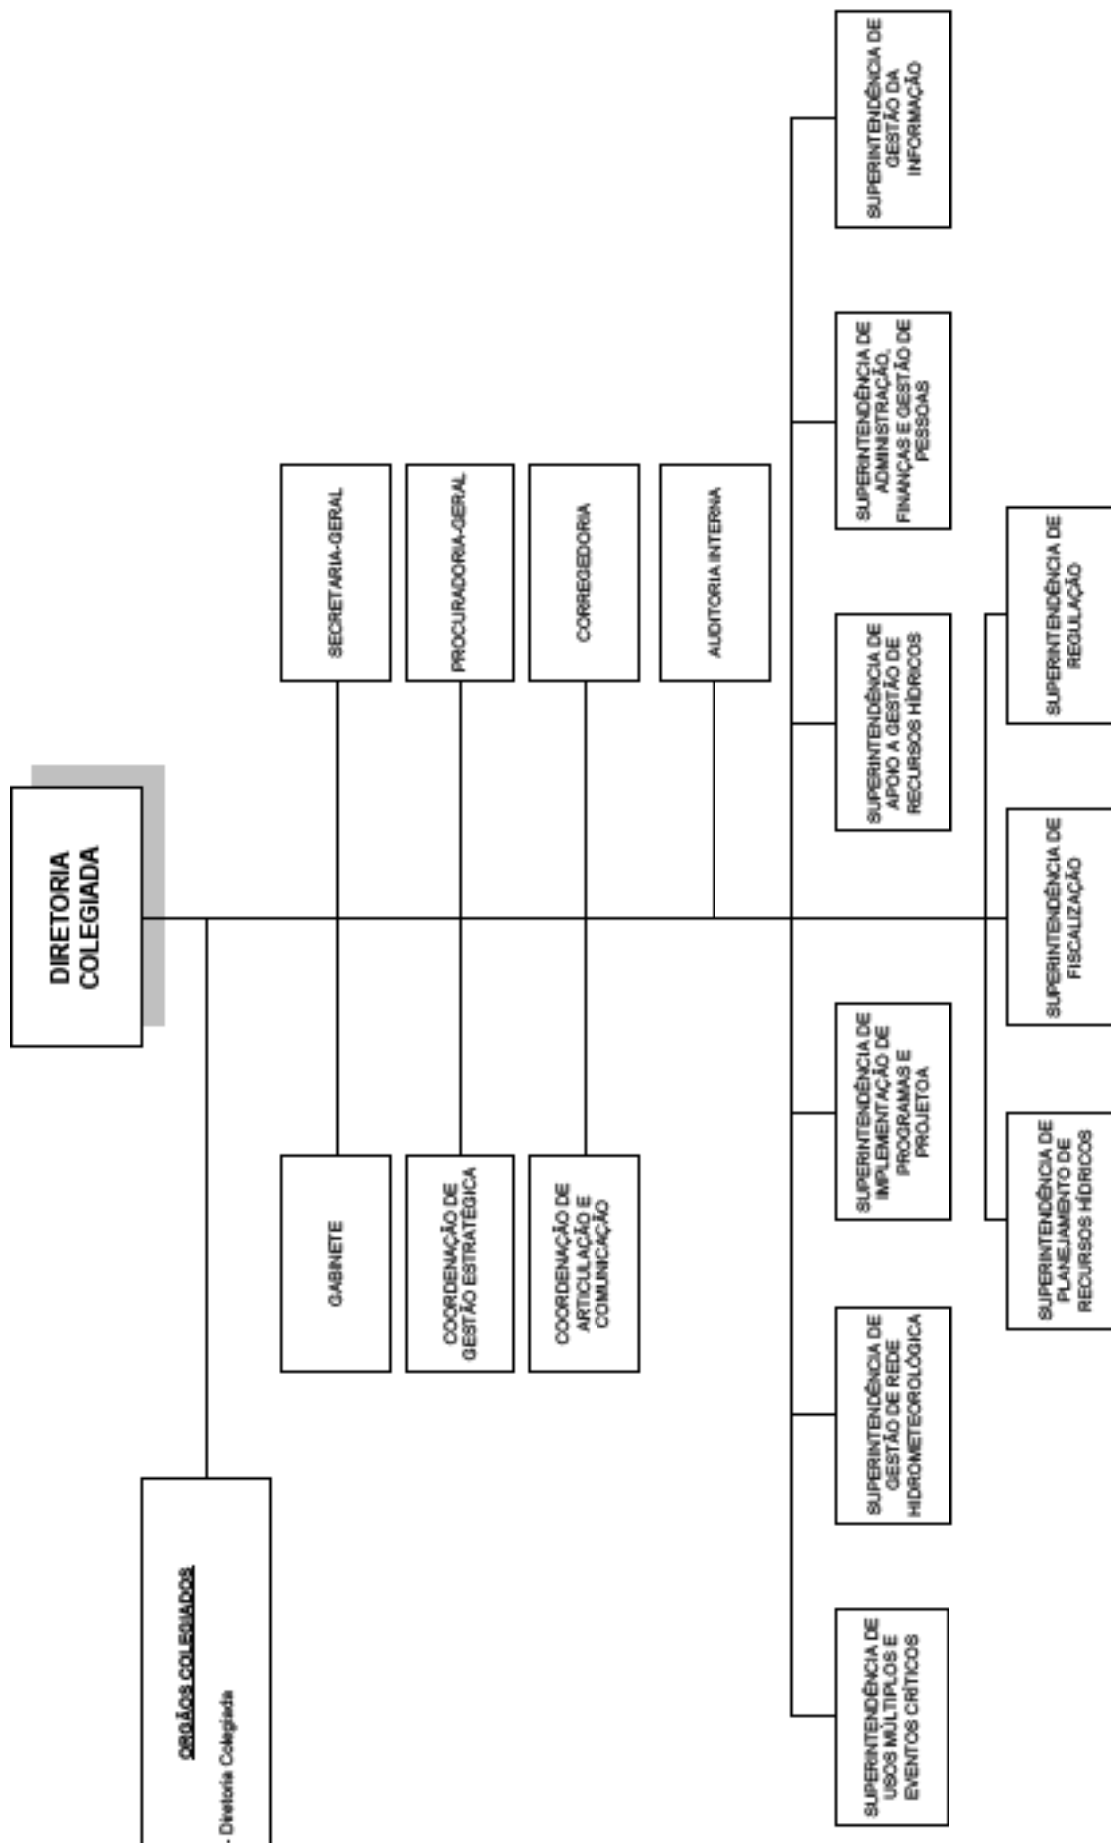 DIRETORIA
COLEGIADA
ORGÃOS COLEGIADOS
- Diretoria Colegiada
GABINETE
SECRETARIA-GERAL
COORDENAÇÃO DE
GESTÃO ESTRATÉGICA
PROCURADORIA-GERAL
COORDENAÇÃO DE
ARTICULAÇÃO E
COMUNICAÇÃO
CORREGEDORIA
AUDITORIA INTERNA
SUPERINTENDÊNCIA DE
USOS MÚLTIPLOS E
EVENTOS CRÍTICOS
SUPERINTENDÊNCIA DE
GESTÃO DE REDE
HIDROMETEOROLÓGICA
SUPERINTENDÊNCIA DE
IMPLEMENTAÇÃO DE
PROGRAMAS E
PROJETOA
SUPERINTENDÊNCIA DE
APOIO A GESTÃO DE
RECURSOS HÍDRICOS
SUPERINTENDÊNCIA DE
ADMINISTRAÇÃO,
FINANÇAS E GESTÃO DE
PESSOAS
SUPERINTENDÊNCIA DE
GESTÃO DA
INFORMAÇÃO
SUPERINTENDÊNCIA DE
PLANEJAMENTO DE
RECURSOS HÍDRICOS
SUPERINTENDÊNCIA DE
FISCALIZAÇÃO
SUPERINTENDÊNCIA DE
REGULAÇÃO